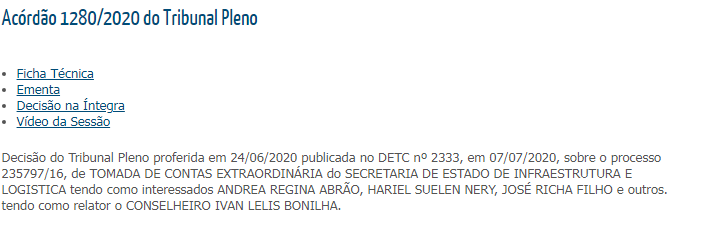 Acórdão 1280/2020 do Tribunal Pleno
Ficha Técnica
Ementa
Decisão na Íntegra
Vídeo da Sessão
Decisão do Tribunal Pleno proferida em 24/06/2020 publicada no DETC nº 2333, em 07/07/2020, sobre o processo
235797/16, de TOMADA DE CONTAS EXTRAORDINÁRIA do SECRETARIA DE ESTADO DE INFRAESTRUTURA E
LOGISTICA tendo como interessados ANDREA REGINA ABRÃO, HARIEL SUELEN NERY, JOSÉ RICHA FILHO e outros.
tendo como relator o CONSELHEIRO IVAN LELIS BONILHA.